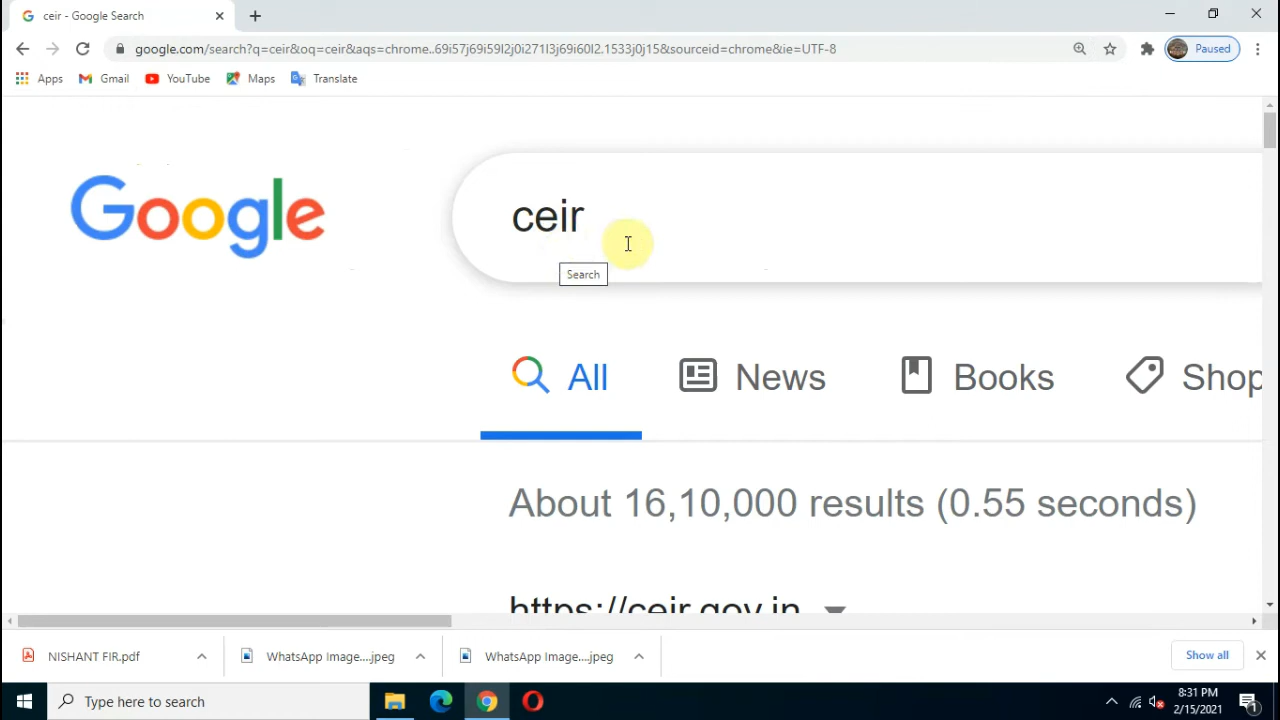 ceir - Google Search
google.com/search?q=ceir&oq=ceir&aqs=chrome..69i57j69i59l2j0i271l3j69i60l2.1533j0j15&sourceid=chrome&ie=UTF-8
Paused
Apps
Gmail
YouTube
Maps
Translate
Google
ceir
Search
All
News
Books
Shop
About 16,10,000 results (0.55 seconds)
https://ceir.gov.in
NISHANT FIR.pdf
WhatsApp Image....jpeg
WhatsApp Image....jpeg
Show all
Type here to search
8:31 PM
2/15/2021
1